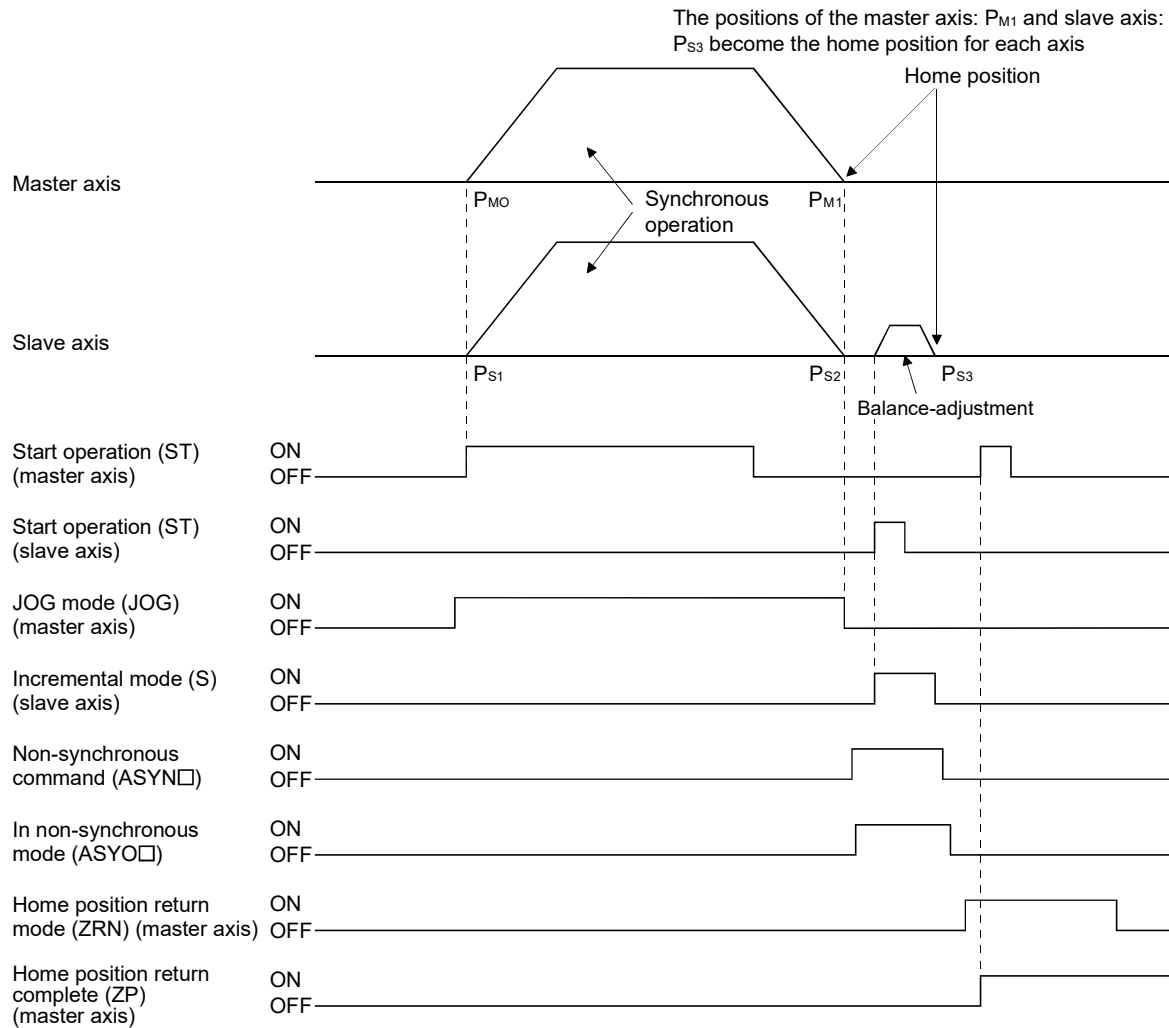 The positions of the master axis: PM1 and slave axis:
PS3 become the home position for each axis
Home position
Master axis
PMO
Synchronous
operation
PM1
Slave axis
PS1
PS2
PS3
Balance-adjustment
Start operation (ST)
(master axis)
ON
OFF
Start operation (ST)
(slave axis)
ON
OFF
JOG mode (JOG)
(master axis)
ON
OFF
Incremental mode (S)
(slave axis)
ON
OFF
Non-synchronous
command (ASYN□)
ON
OFF
In non-synchronous
mode (ASYO□)
ON
OFF
Home position return
mode (ZRN) (master axis)
ON
OFF
Home position return
complete (ZP)
(master axis)
ON
OFF